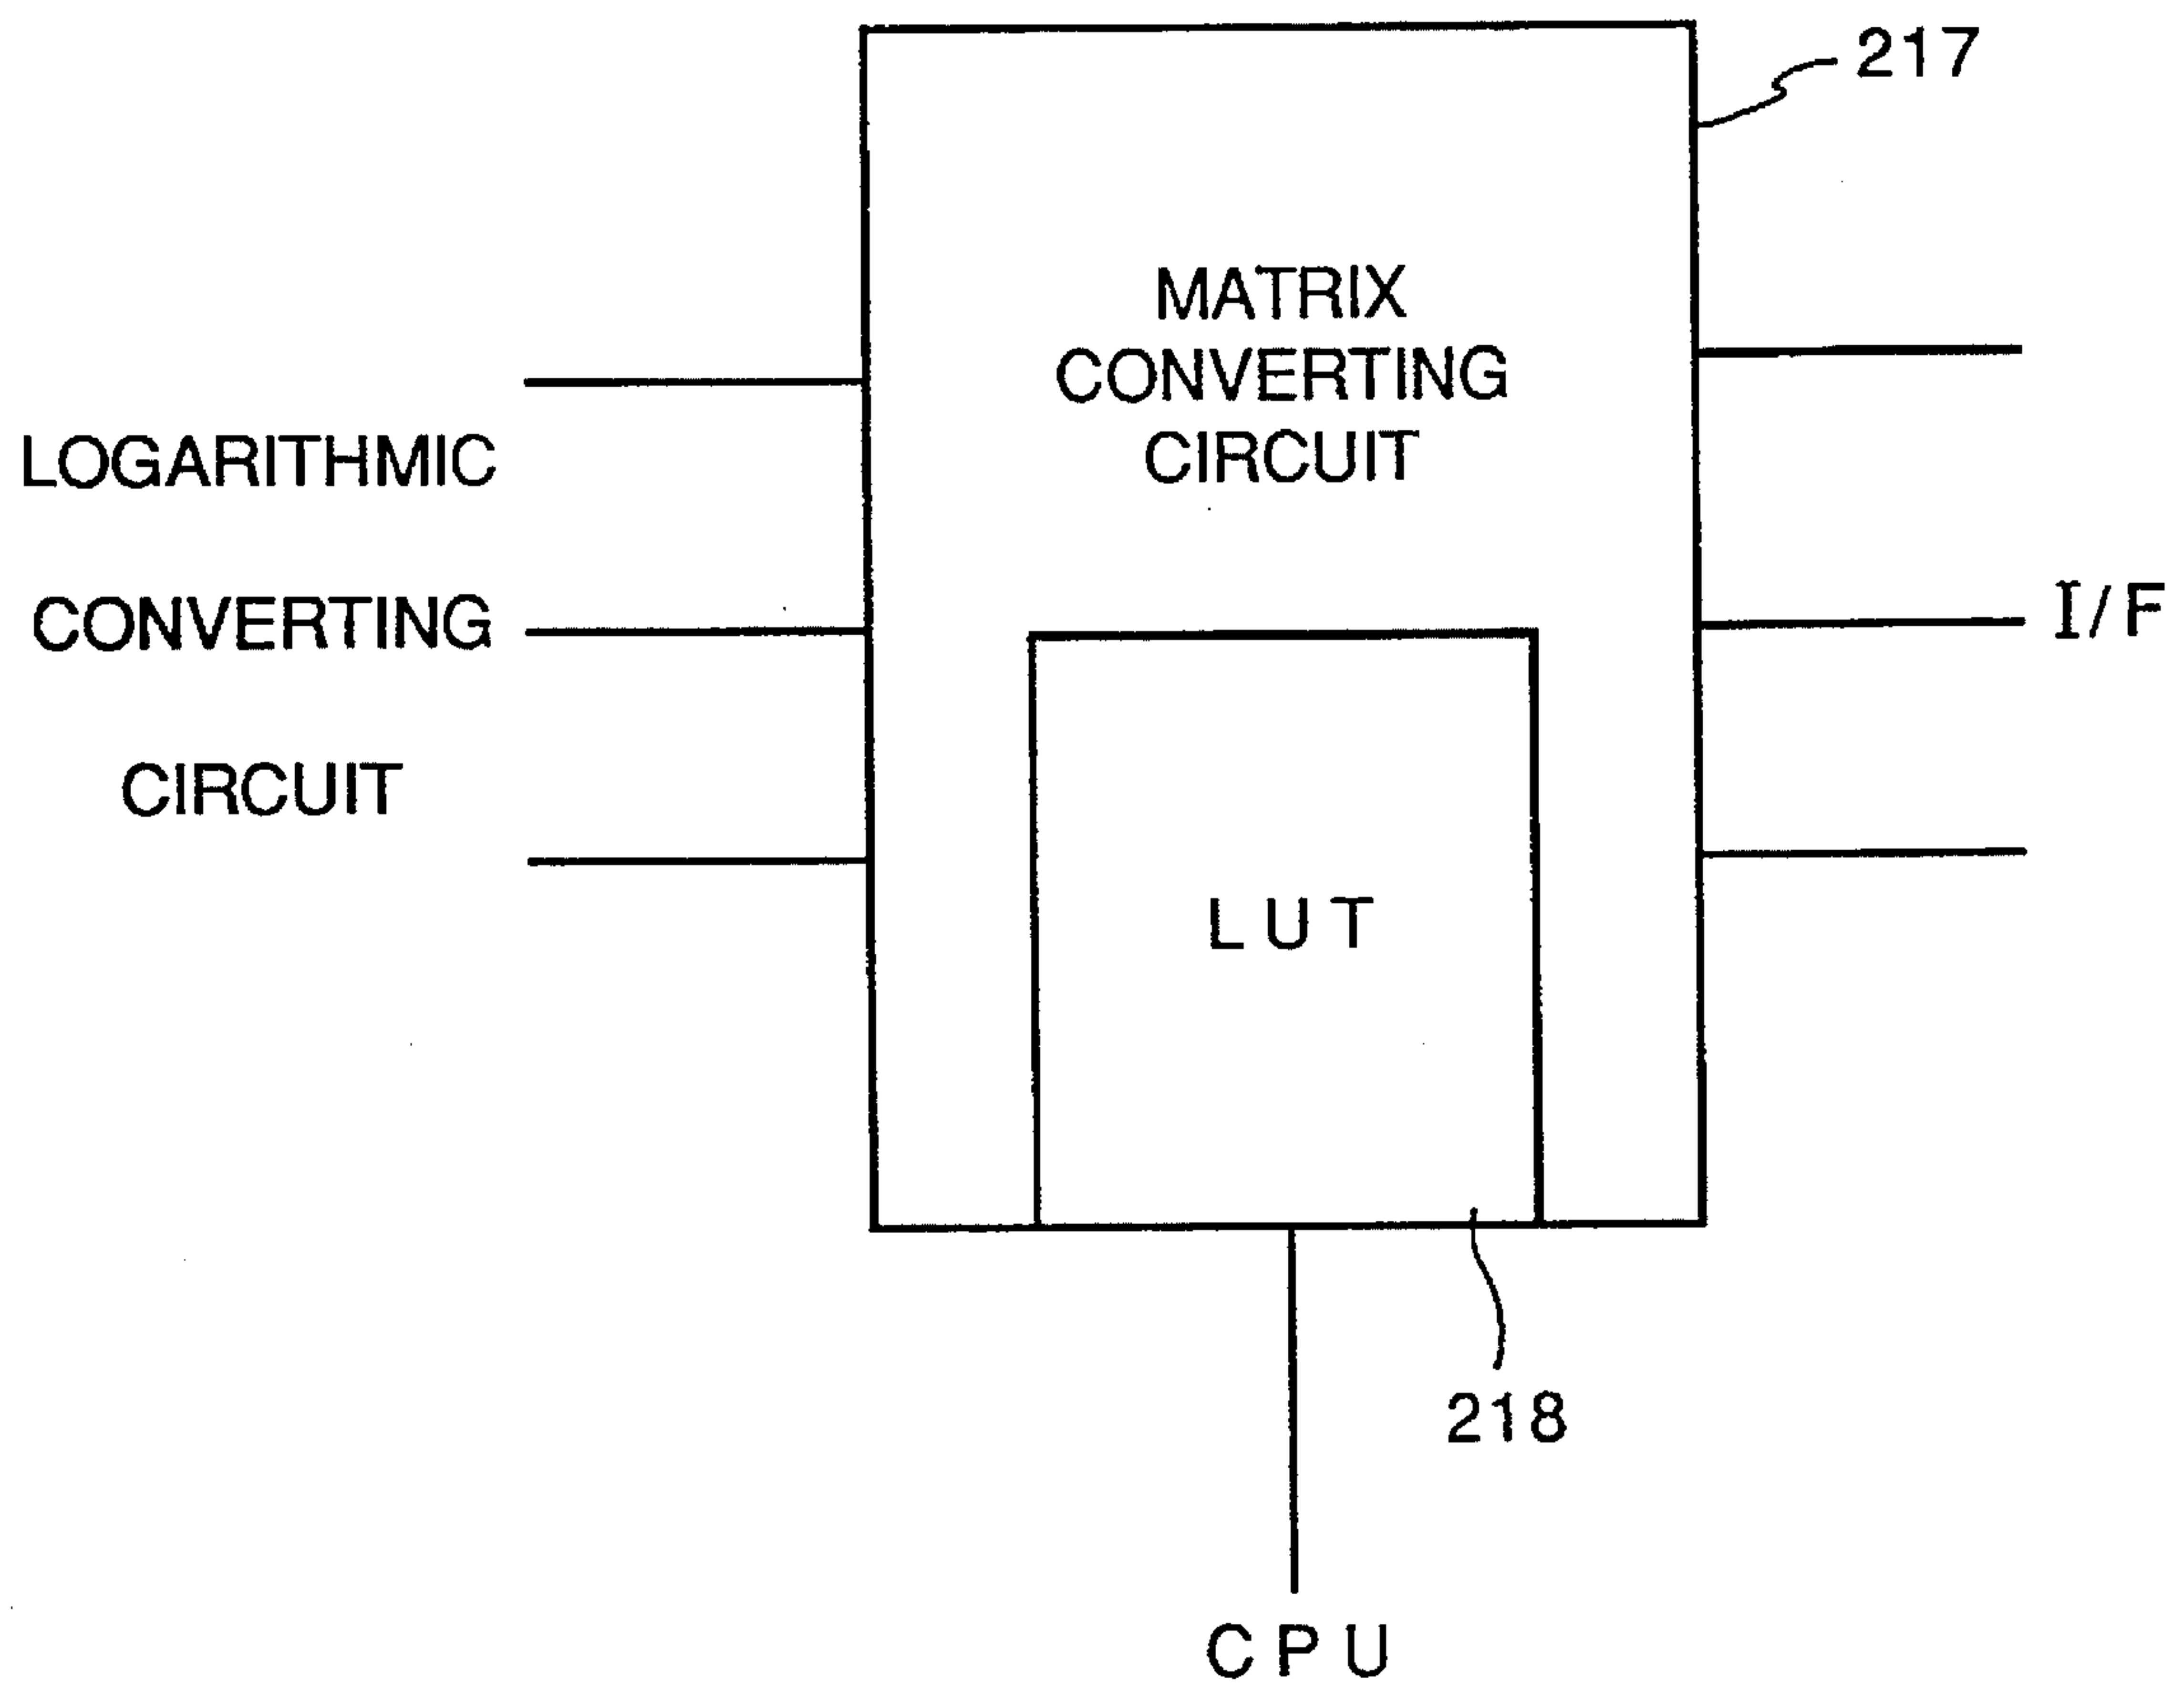 217
MATRIX
CONVERTING
CIRCUIT
LOGARITHMIC
CONVERTING
CIRCUIT
I/F
LUT
218
CPU